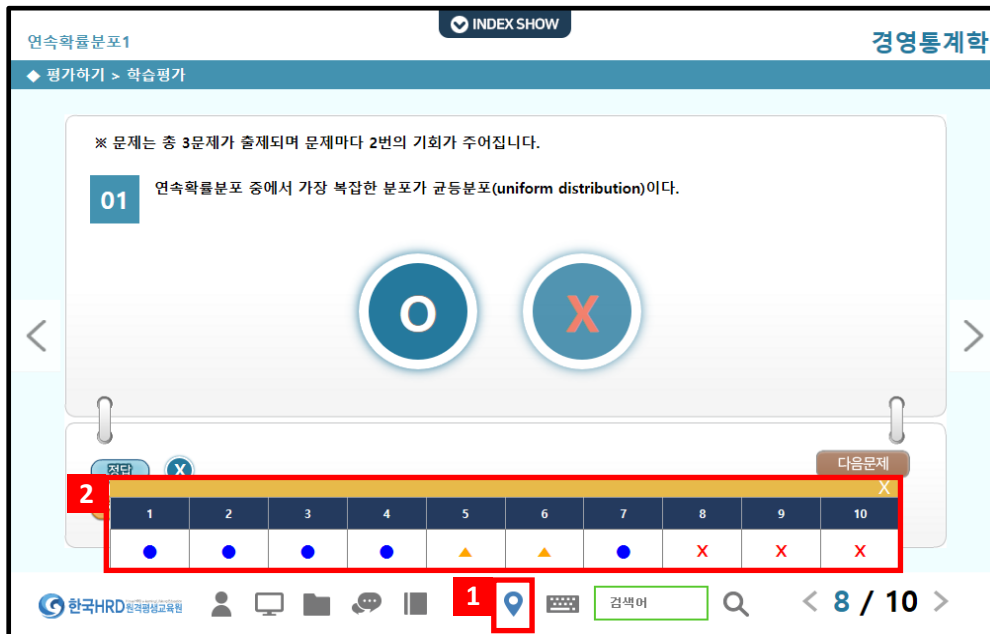 INDEX SHOW
연속확률분포1
경영통계학
◆ 평가하기 > 학습평가
※ 문제는 총 3문제가 출제되며 문제마다 2번의 기회가 주어집니다.
01
연속확률분포 중에서 가장 복잡한 분포가 균등분포(uniform distribution)이다.
O X
정답 X
다음문제
2
X
1 2 3 4 5 6 7 8 9 10
● ● ● ● ▲ ▲ ● X X X
한국HRD원격평생교육원
1
검색어
< 8 / 10 >